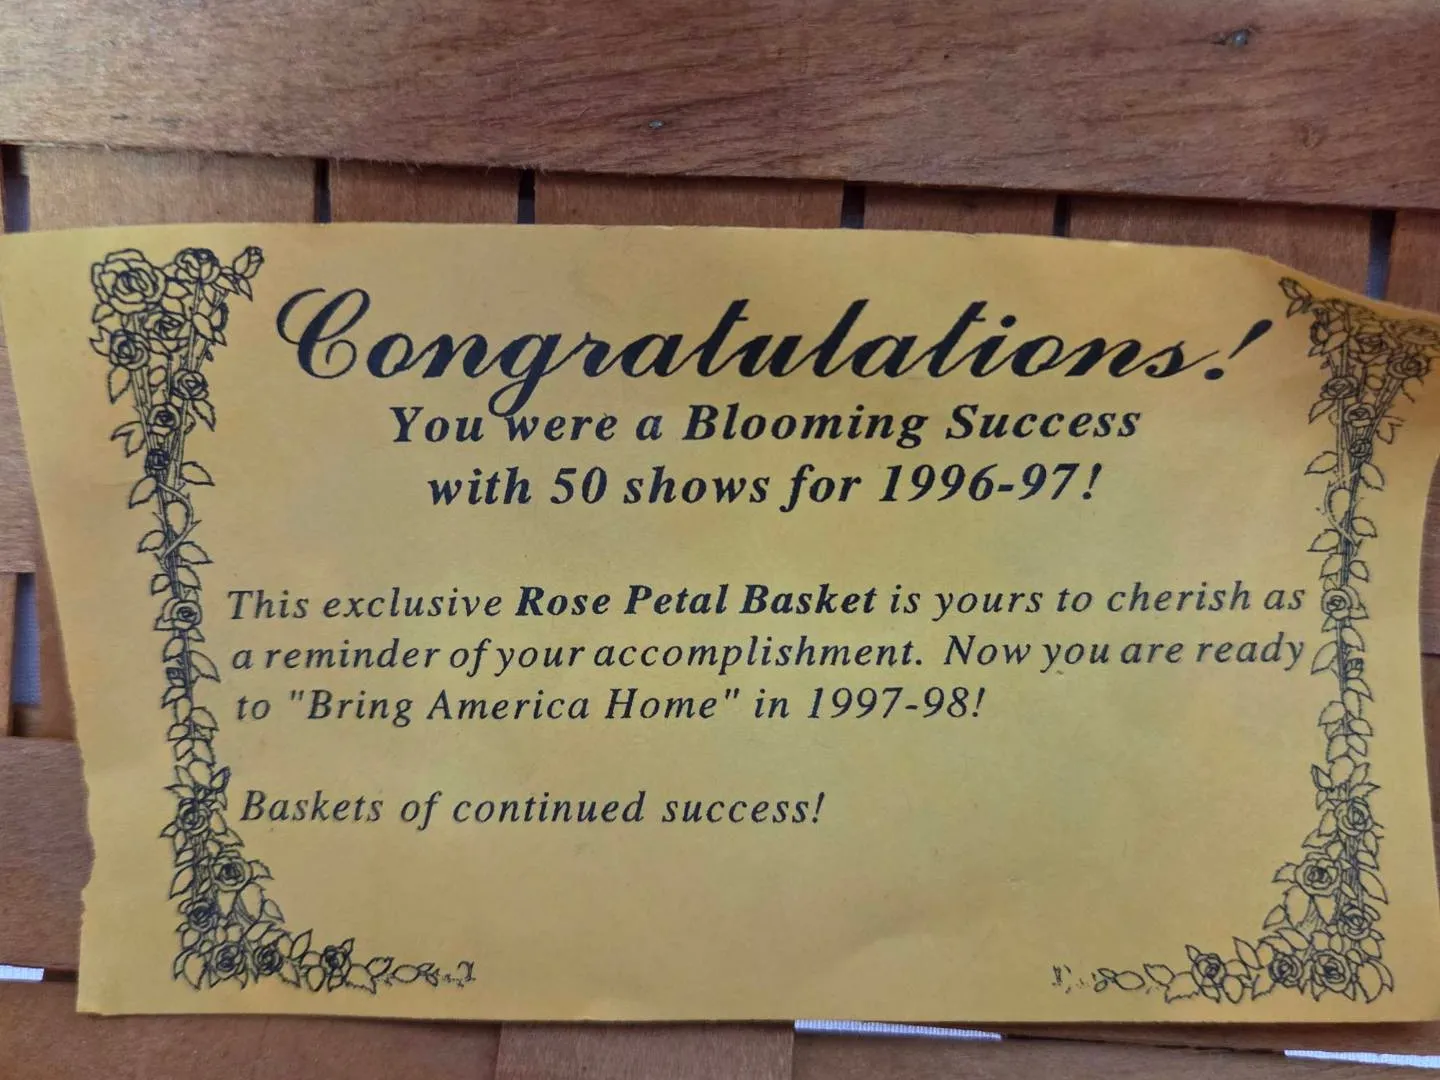 Congratulations!
You were a Blooming Success
with 50 shows for 1996-97!
This exclusive Rose Petal Basket is yours to cherish as
a reminder of your accomplishment. Now you are ready
to "Bring America Home" in 1997-98!
Baskets of continued success!